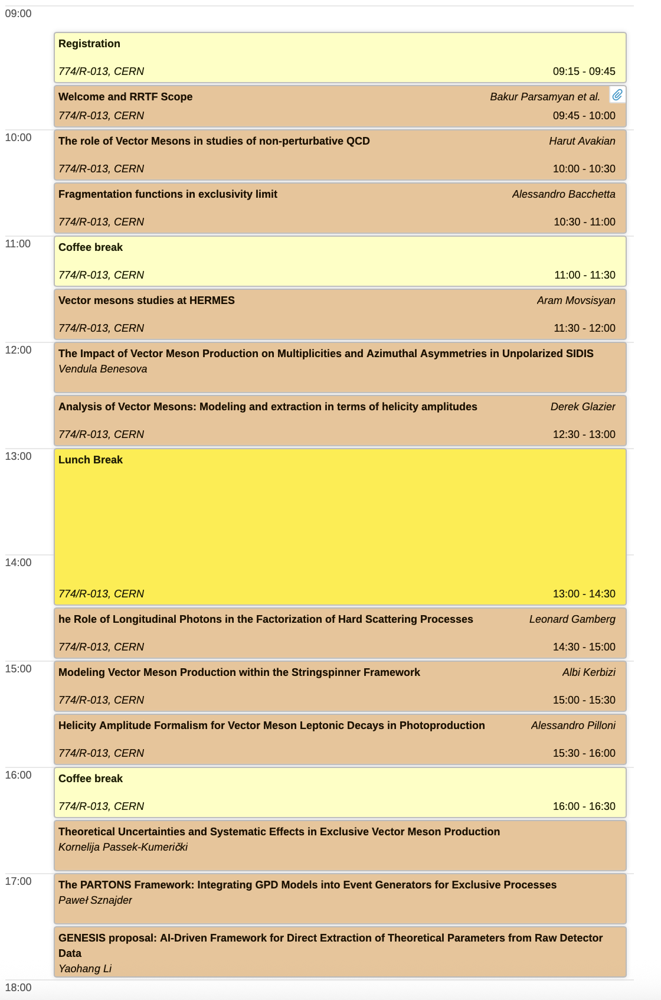 09:00
Registration
774/R-013, CERN 09:15 - 09:45
Welcome and RRTF Scope Bakur Parsamyan et al.
774/R-013, CERN 09:45 - 10:00
10:00
The role of Vector Mesons in studies of non-perturbative QCD Harut Avakian
774/R-013, CERN 10:00 - 10:30
Fragmentation functions in exclusivity limit Alessandro Bacchetta
774/R-013, CERN 10:30 - 11:00
11:00
Coffee break
774/R-013, CERN 11:00 - 11:30
Vector mesons studies at HERMES Aram Movsisyan
774/R-013, CERN 11:30 - 12:00
12:00
The Impact of Vector Meson Production on Multiplicities and Azimuthal Asymmetries in Unpolarized SIDIS
Vendula Benesova
Analysis of Vector Mesons: Modeling and extraction in terms of helicity amplitudes Derek Glazier
774/R-013, CERN 12:30 - 13:00
13:00
Lunch Break
14:00
774/R-013, CERN 13:00 - 14:30
he Role of Longitudinal Photons in the Factorization of Hard Scattering Processes Leonard Gamberg
774/R-013, CERN 14:30 - 15:00
15:00
Modeling Vector Meson Production within the Stringspinner Framework Albi Kerbizi
774/R-013, CERN 15:00 - 15:30
Helicity Amplitude Formalism for Vector Meson Leptonic Decays in Photoproduction Alessandro Pilloni
774/R-013, CERN 15:30 - 16:00
16:00
Coffee break
774/R-013, CERN 16:00 - 16:30
Theoretical Uncertainties and Systematic Effects in Exclusive Vector Meson Production
Kornelija Passek-Kumerički
17:00
The PARTONS Framework: Integrating GPD Models into Event Generators for Exclusive Processes
Paweł Sznajder
GENESIS proposal: AI-Driven Framework for Direct Extraction of Theoretical Parameters from Raw Detector
Data
Yaohang Li
18:00